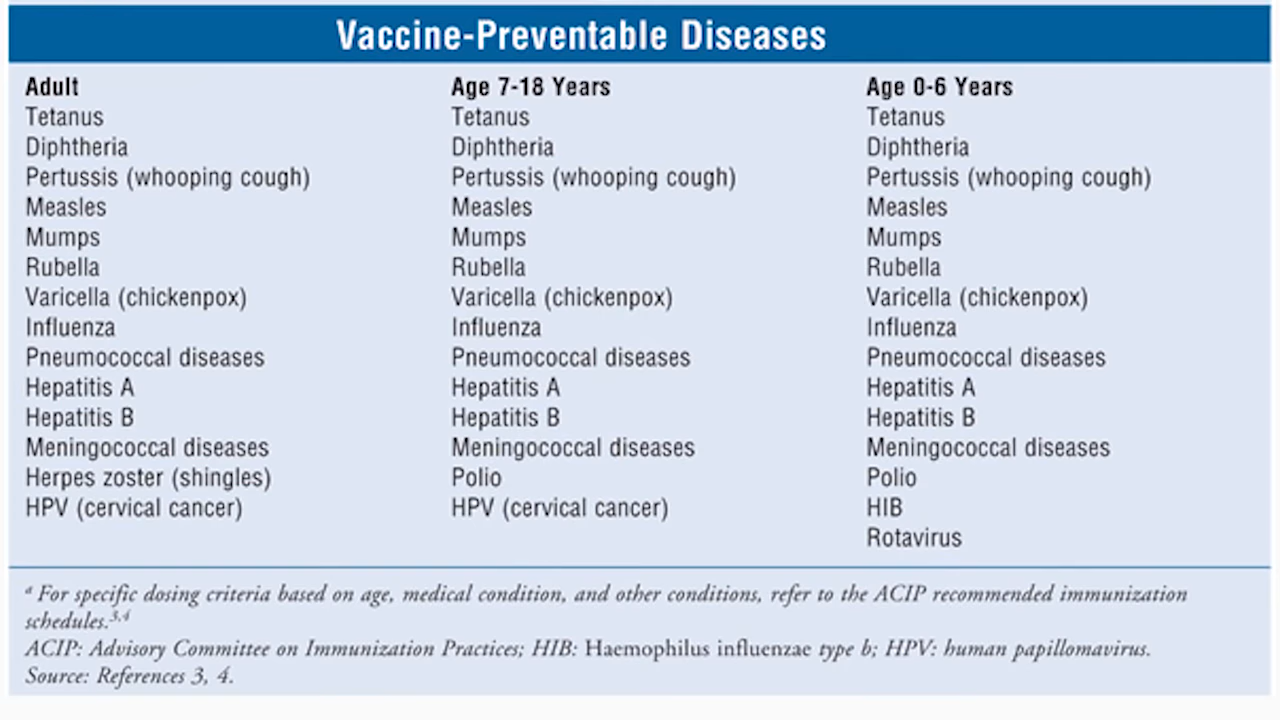 Vaccine-Preventable Diseases
Adult
Tetanus
Diphtheria
Pertussis (whooping cough)
Measles
Mumps
Rubella
Varicella (chickenpox)
Influenza
Pneumococcal diseases
Hepatitis A
Hepatitis B
Meningococcal diseases
Herpes zoster (shingles)
HPV (cervical cancer)
Age 7-18 Years
Tetanus
Diphtheria
Pertussis (whooping cough)
Measles
Mumps
Rubella
Varicella (chickenpox)
Influenza
Pneumococcal diseases
Hepatitis A
Hepatitis B
Meningococcal diseases
Polio
HPV (cervical cancer)
Age 0-6 Years
Tetanus
Diphtheria
Pertussis (whooping cough)
Measles
Mumps
Rubella
Varicella (chickenpox)
Influenza
Pneumococcal diseases
Hepatitis A
Hepatitis B
Meningococcal diseases
Polio
HIB
Rotavirus
a For specific dosing criteria based on age, medical condition, and other conditions, refer to the ACIP recommended immunization
schedules.3,4
ACIP: Advisory Committee on Immunization Practices; HIB: Haemophilus influenzae type b; HPV: human papillomavirus.
Source: References 3, 4.